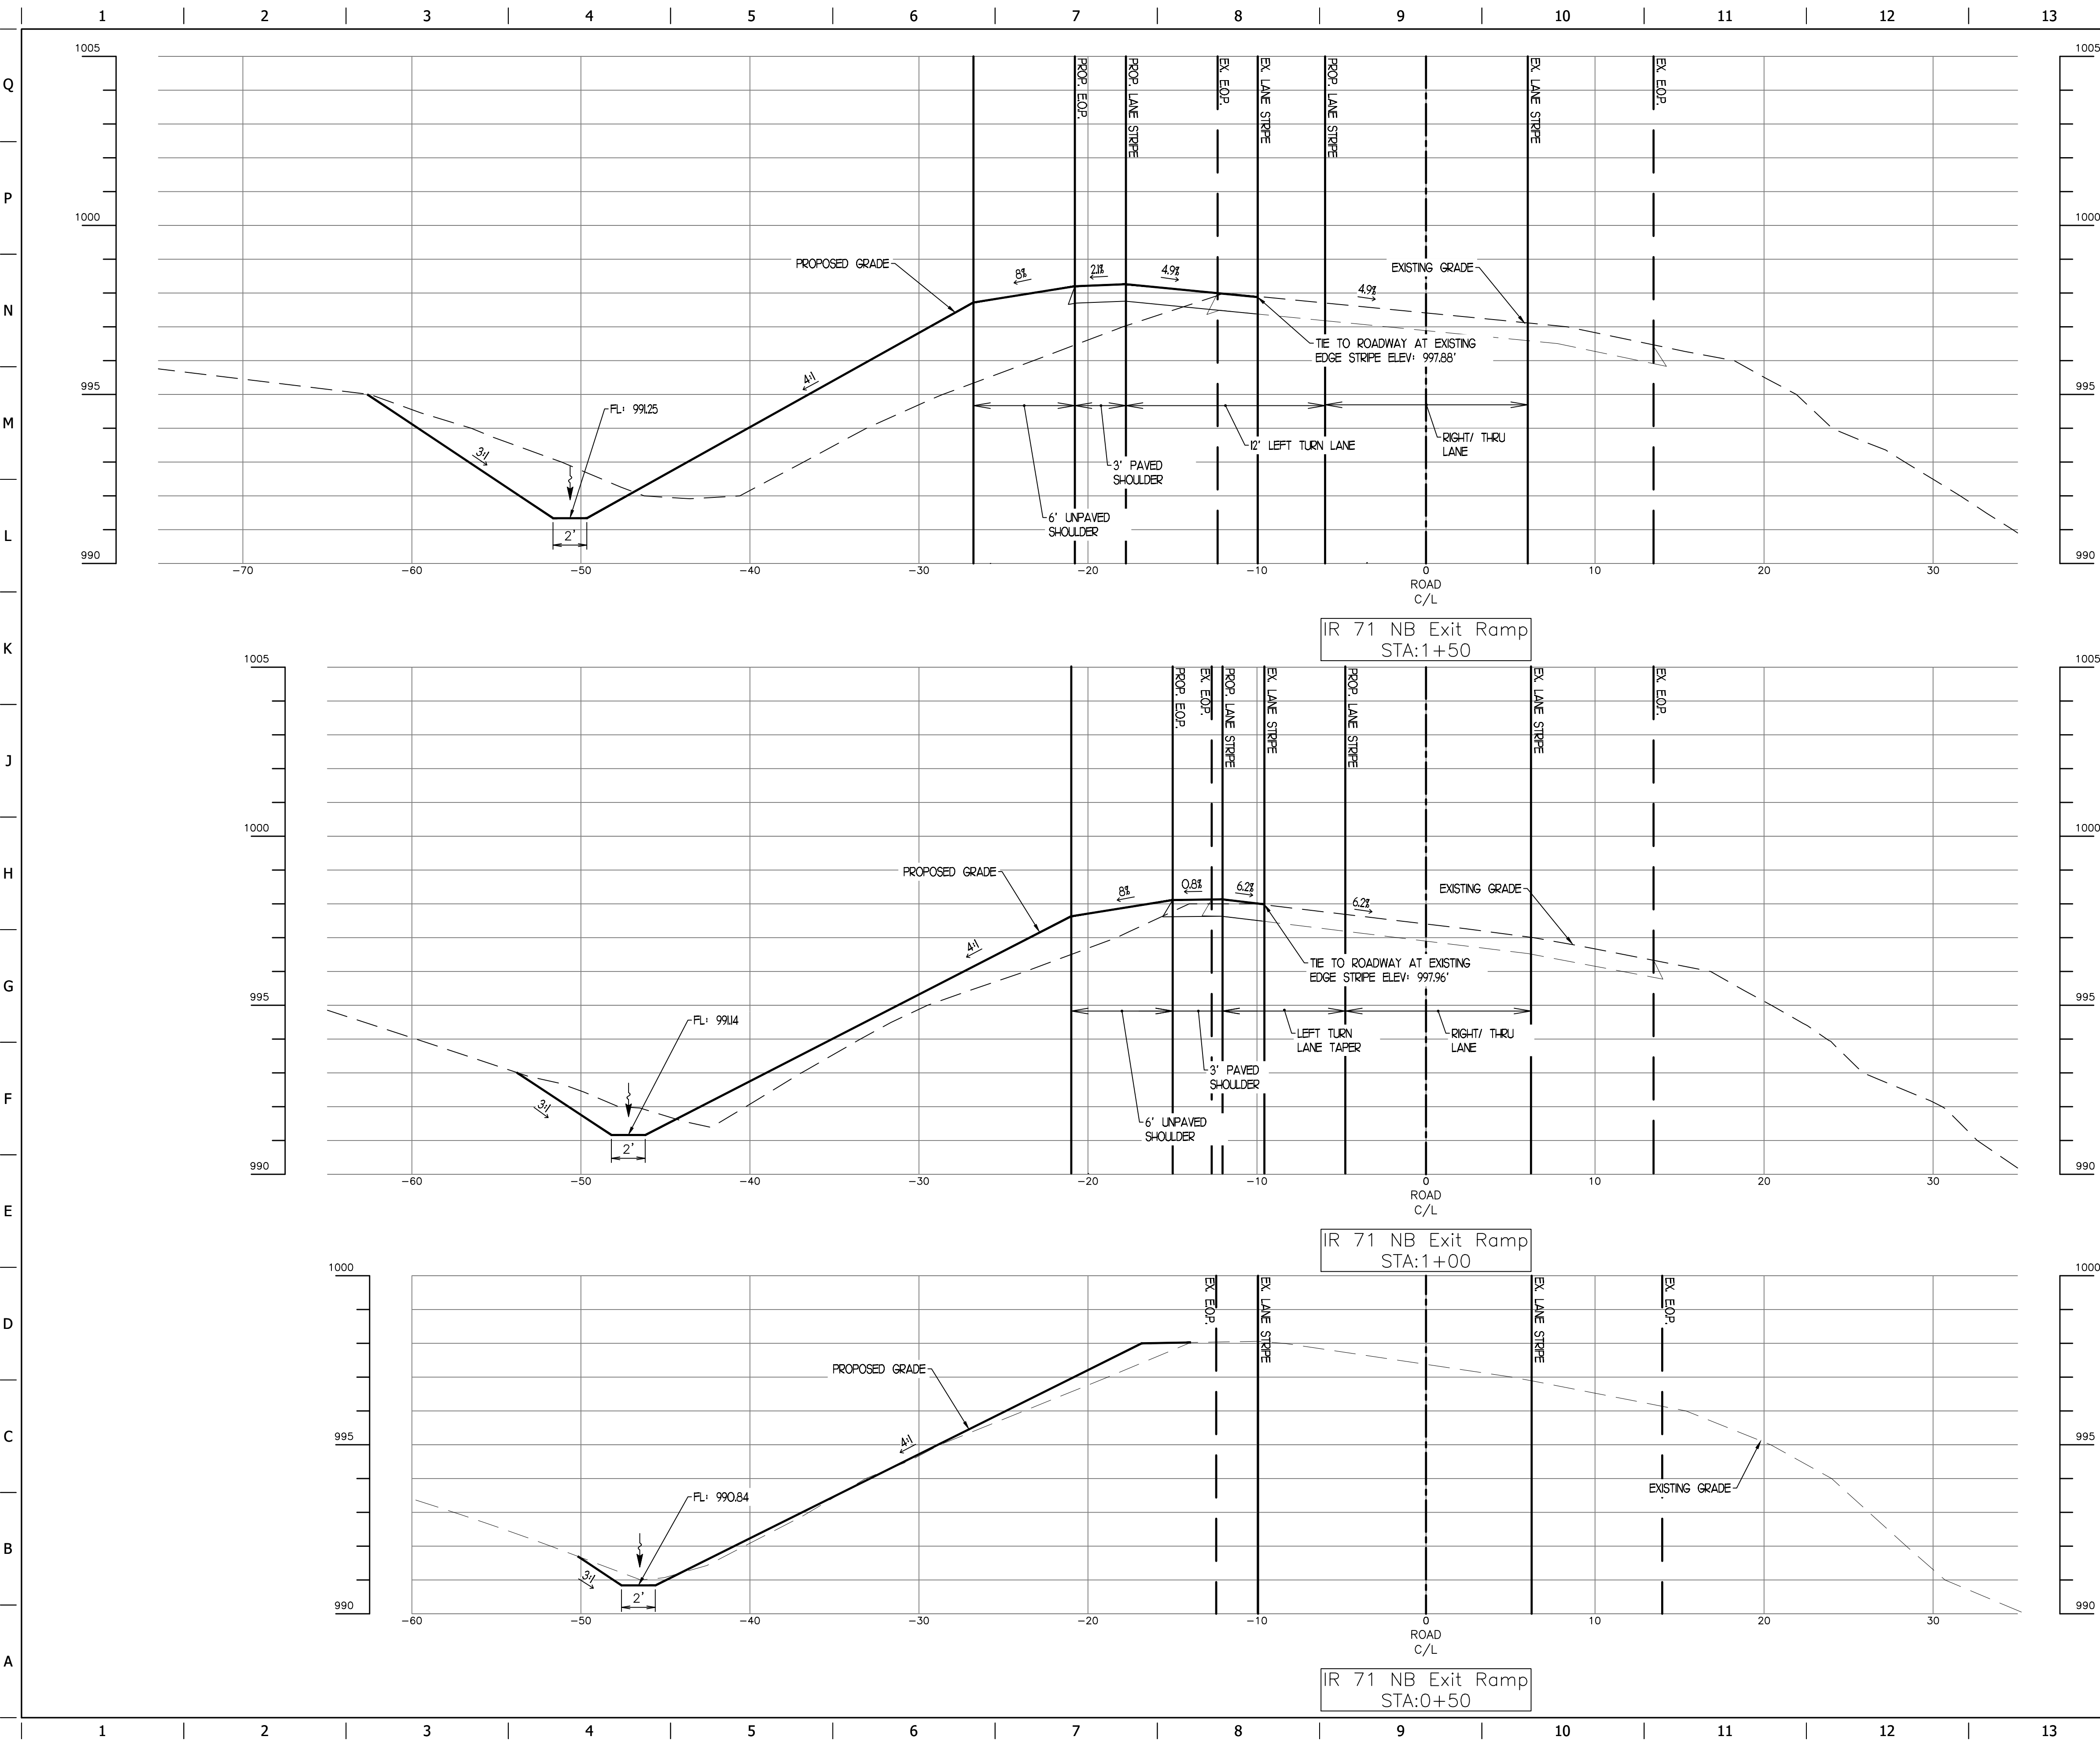 1 2 3 4 5 6 7 8 9 10 11 12 13
Q
P
N
M
L
K
J
H
G
F
E
D
C
B
A
1005
1000
995
990
1005
1000
995
990
PROP. E.O.P.
PROP. LANE STRIPE
EX. E.O.P.
EX. LANE STRIPE
PROP. LANE STRIPE
EX. LANE STRIPE
EX. E.O.P.
PROPOSED GRADE
8%
2.1%
4.9%
EXISTING GRADE
4.9%
TIE TO ROADWAY AT EXISTING
EDGE STRIPE ELEV: 997.88'
4:1
FL: 991.25
3:1
12' LEFT TURN LANE
RIGHT/ THRU
LANE
3' PAVED
SHOULDER
6' UNPAVED
SHOULDER
2'
-70 -60 -50 -40 -30 -20 -10 0 10 20 30
ROAD
C/L
IR 71 NB Exit Ramp
STA:1+50
1005
1000
995
990
1005
1000
995
990
PROP. E.O.P.
EX. E.O.P.
PROP. LANE STRIPE
EX. LANE STRIPE
PROP. LANE STRIPE
EX. LANE STRIPE
EX. E.O.P.
PROPOSED GRADE
8%
0.8%
6.2%
EXISTING GRADE
6.2%
4:1
TIE TO ROADWAY AT EXISTING
EDGE STRIPE ELEV: 997.96'
FL: 991.14
LEFT TURN
LANE TAPER
RIGHT/ THRU
LANE
3' PAVED
SHOULDER
3:1
6' UNPAVED
SHOULDER
2'
-60 -50 -40 -30 -20 -10 0 10 20 30
ROAD
C/L
IR 71 NB Exit Ramp
STA:1+00
1000
995
990
1000
995
990
EX. E.O.P.
EX. LANE STRIPE
EX. LANE STRIPE
EX. E.O.P.
PROPOSED GRADE
4:1
EXISTING GRADE
FL: 990.84
3:1
2'
-60 -50 -40 -30 -20 -10 0 10 20 30
ROAD
C/L
IR 71 NB Exit Ramp
STA:0+50
1 2 3 4 5 6 7 8 9 10 11 12 13